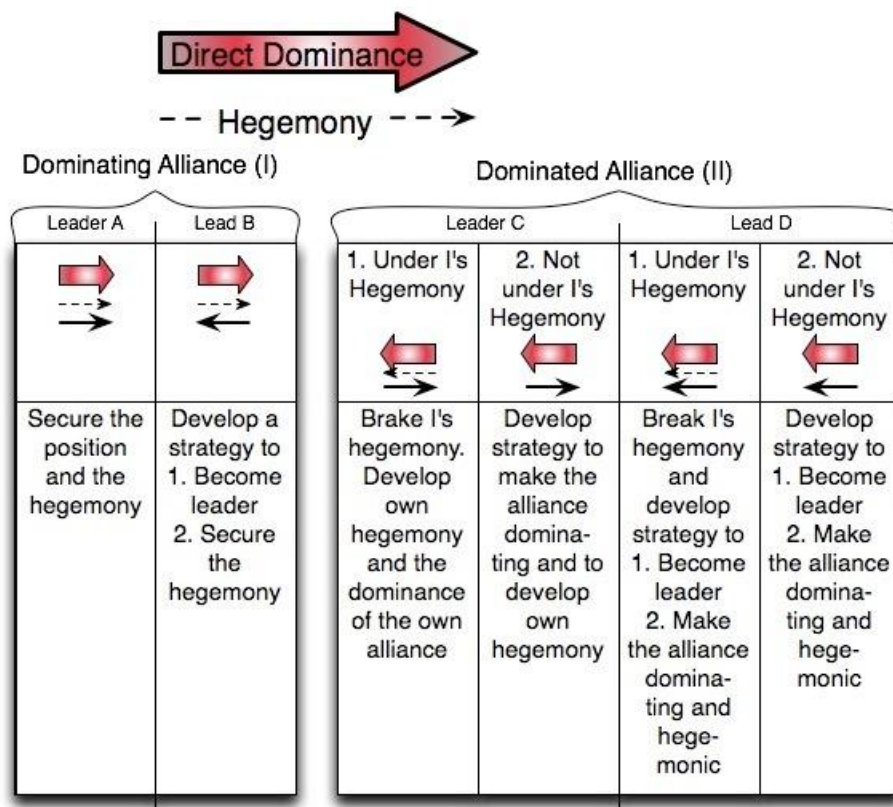 Direct Dominance
Hegemony
Dominating Alliance (I)
Dominated Alliance (II)
Leader A
Lead B
Leader C
Lead D
1. Under I's
Hegemony
2. Not
under I's
Hegemony
1. Under I's
Hegemony
2. Not
under I's
Hegemony
Secure the
position
and the
hegemony
Develop a
strategy to
1. Become
leader
2. Secure
the
hegemony
Brake I's
hegemony.
Develop
own
hegemony
and the
dominance
of the own
alliance
Develop
strategy to
make the
alliance
domina-
ting and to
develop
own
hegemony
Break I's
hegemony
and
develop
strategy to
1. Become
leader
2. Make
the alliance
domina-
ting and
hege-
monic
Develop
strategy to
1. Become
leader
2. Make
the alliance
domina-
ting and
hege-
monic